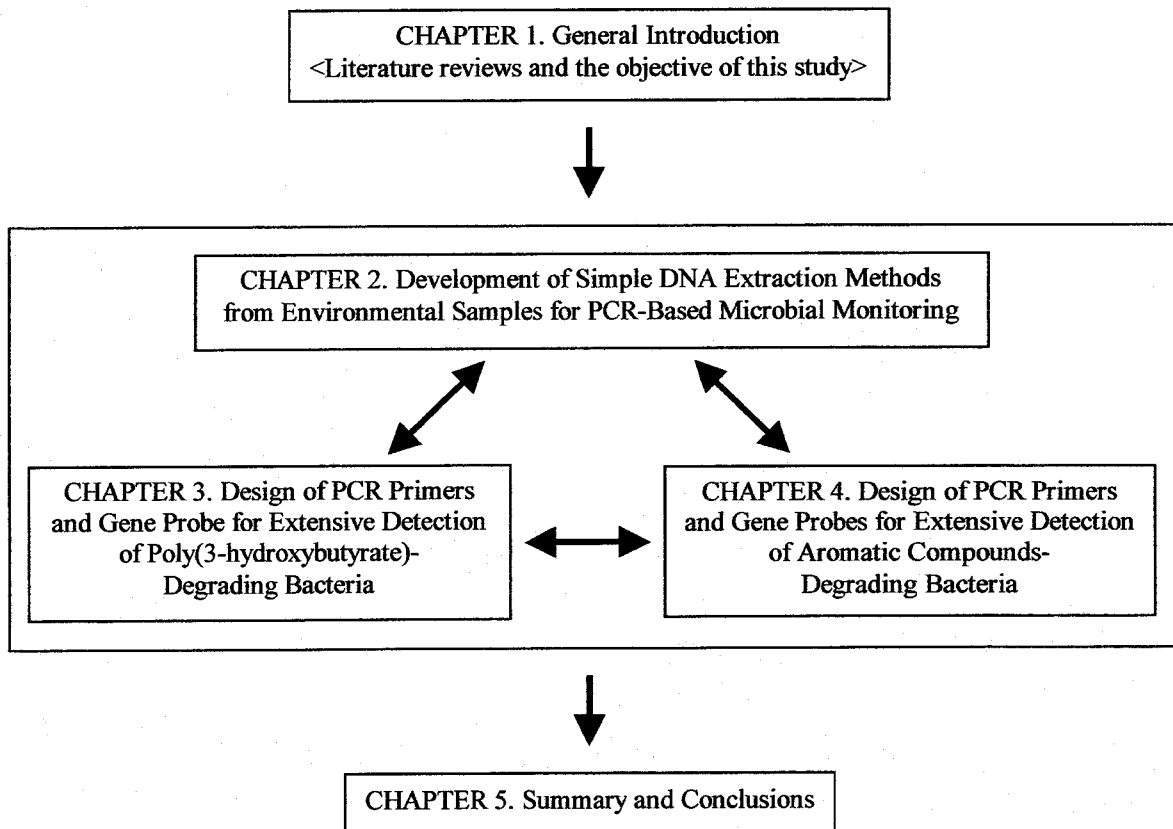 CHAPTER 1. General Introduction
<Literature reviews and the objective of this study>
CHAPTER 2. Development of Simple DNA Extraction Methods
from Environmental Samples for PCR-Based Microbial Monitoring
CHAPTER 3. Design of PCR Primers
and Gene Probe for Extensive Detection
of Poly(3-hydroxybutyrate)-
Degrading Bacteria
CHAPTER 4. Design of PCR Primers
and Gene Probes for Extensive Detection
of Aromatic Compounds-
Degrading Bacteria
CHAPTER 5. Summary and Conclusions